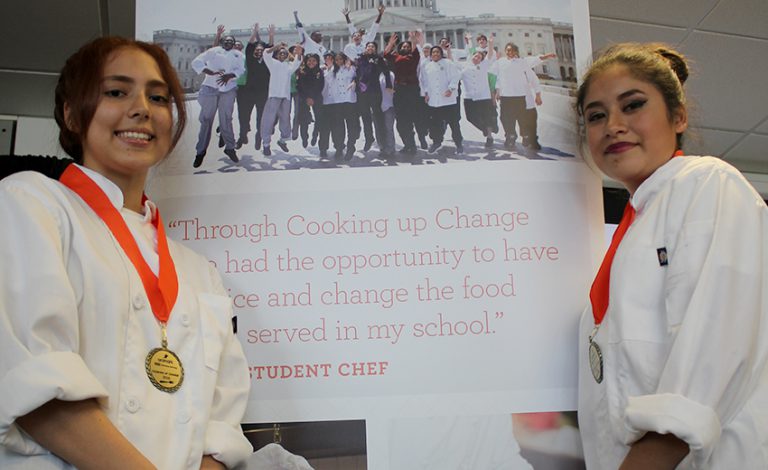 “Through Cooking up Change
had the opportunity to have
and change the food
served in my school.”
STUDENT CHEF